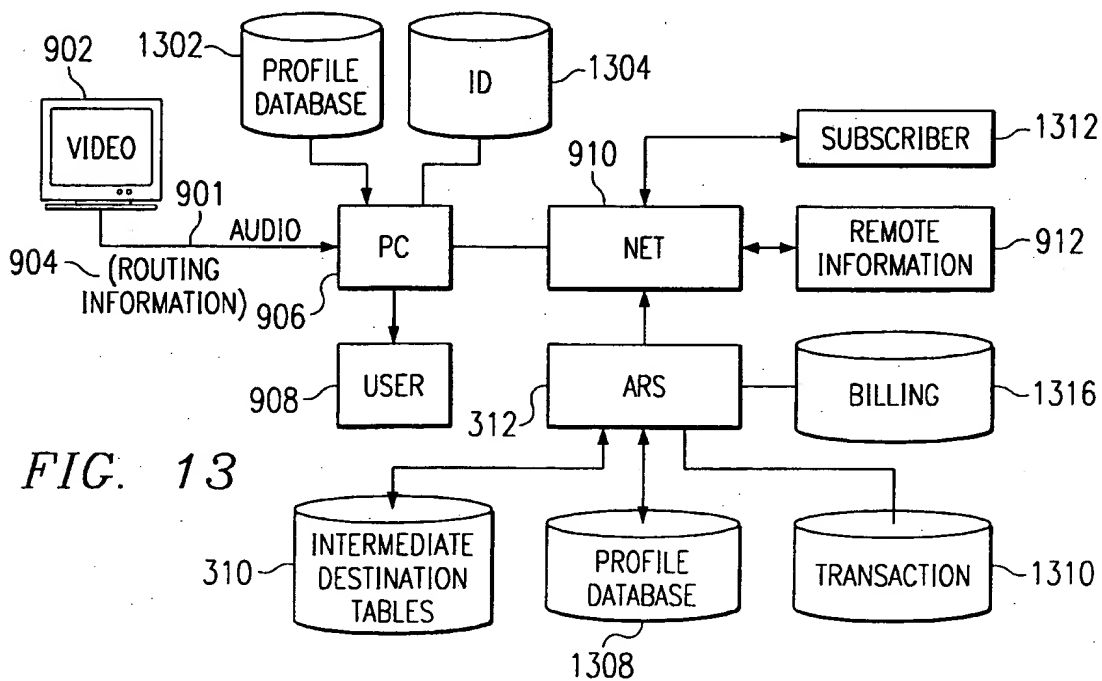 902
1302
PROFILE
DATABASE
ID
1304
VIDEO
910
SUBSCRIBER
1312
901
AUDIO
904
(ROUTING
INFORMATION)
PC
906
NET
REMOTE
INFORMATION
912
USER
908
ARS
312
BILLING
1316
FIG. 13
310
INTERMEDIATE
DESTINATION
TABLES
PROFILE
DATABASE
1308
TRANSACTION
1310